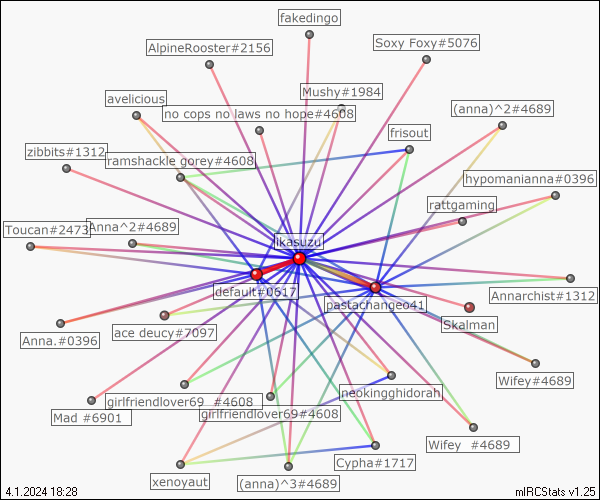 fakedingo
AlpineRooster#2156
Soxy Foxy#5076
Mushy#1984
avelicious
no cops no laws no hope#4608
(anna)^2#4689
frisout
zibbits#1312
ramshackle gorey#4608
hypomanianna#0396
rattgaming
Toucan#2473
Anna^2#4689
likasuzu
default#0617
pastachange041
Annarchist#1312
Skalman
Anna.#0396
ace deucy#7097
Wifey#4689
neokingghidorah
girlfriendlover69 #4608
girlfriendlover69#4608
Mad #6901
Wifey #4689
Cypha#1717
xenoyaut
(anna)^3#4689
4.1.2024 18:28
mIRCStats v1.25